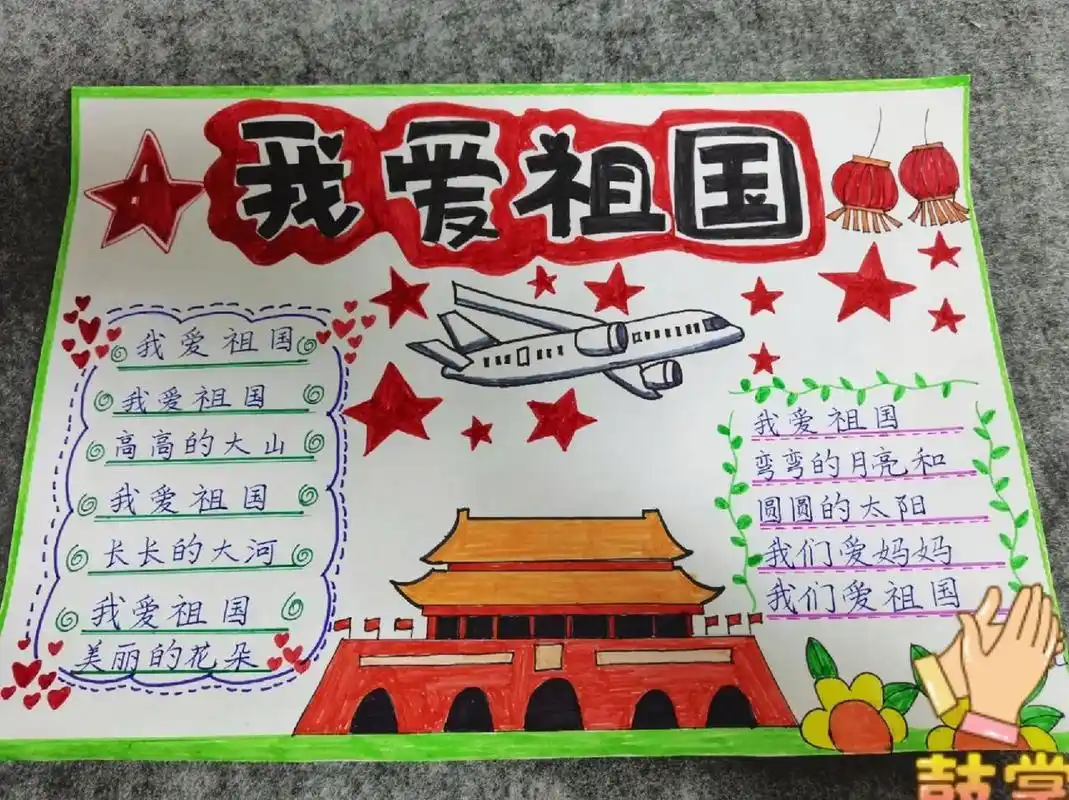 我爱祖国
我爱祖国
我爱祖国
高高的大山
我爱祖国
长长的大河
我爱祖国
美丽的花朵
我爱祖国
弯弯的月亮和
圆圆的太阳
我们爱妈妈
我们爱祖国
鼓掌